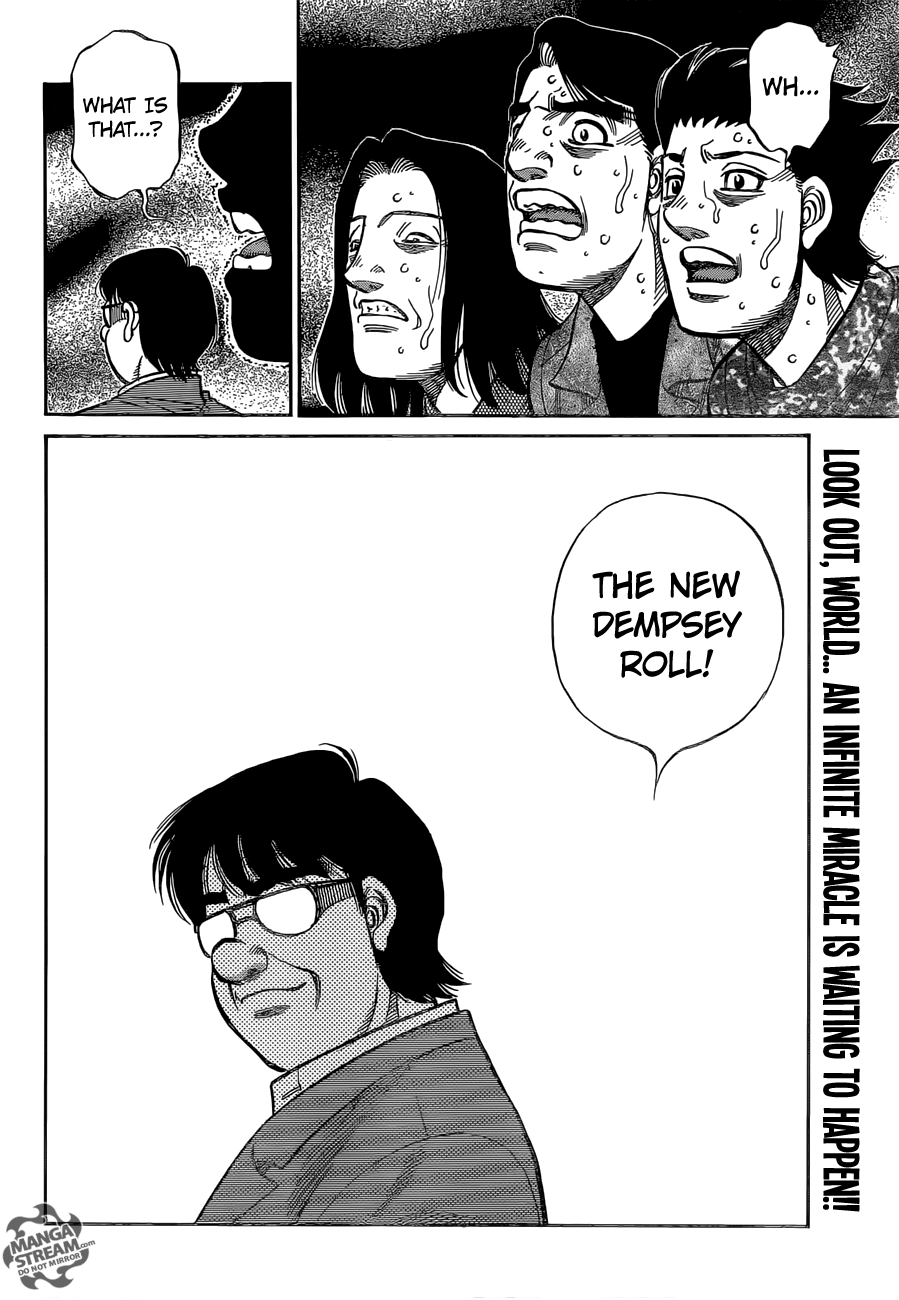 WH...
WHAT IS
THAT...?
THE NEW
DEMPSEY
ROLL!
LOOK OUT, WORLD... AN INFINITE MIRACLE IS WAITING TO HAPPEN!!
MANGA
STREAM.com
DO NOT MIRROR